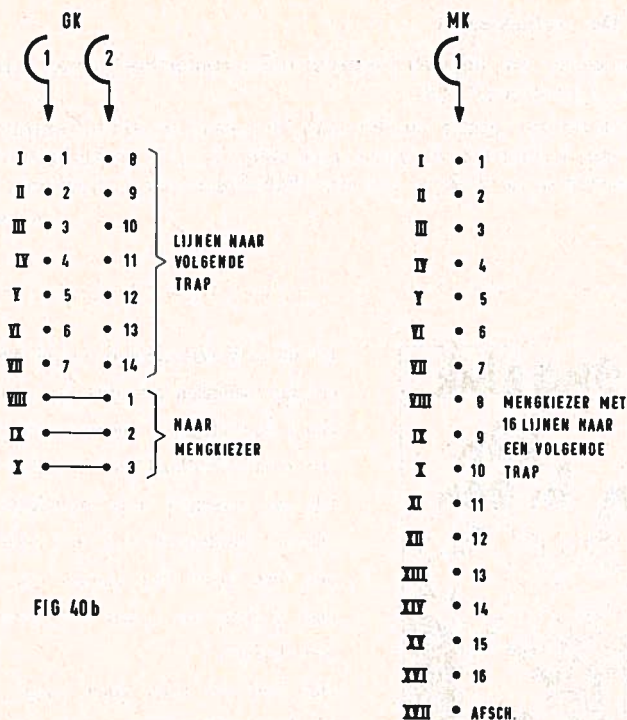 GK
1 2
I • 1 • 8
II • 2 • 9
III • 3 • 10
IV • 4 • 11
V • 5 • 12
VI • 6 • 13
VII • 7 • 14
LIJNEN NAAR
VOLGENDE
TRAP
VIII • • 1
IX • • 2
X • • 3
NAAR
MENGKIEZER
FIG 40b
MK
1
I • 1
II • 2
III • 3
IV • 4
V • 5
VI • 6
VII • 7
VIII • 8
IX • 9
X • 10
XI • 11
XII • 12
XIII • 13
XIV • 14
XV • 15
XVI • 16
XVII • AFSCH.
MENGKIEZER MET
16 LIJNEN NAAR
EEN VOLGENDE
TRAP